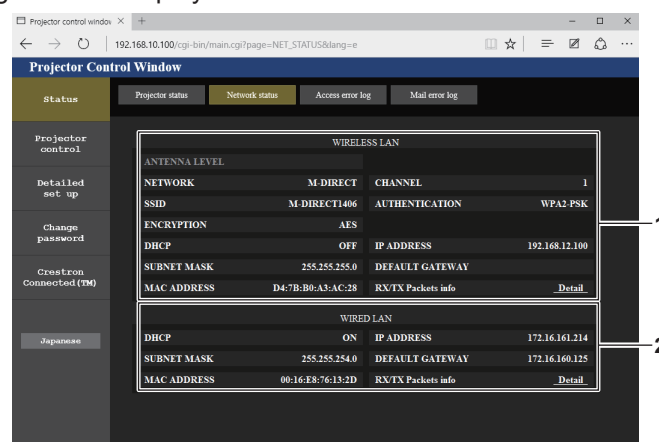 Projector control window
192.168.10.100/cgi-bin/main.cgi?page=NET_STATUS&lang=e
Projector Control Window
Status
Projector status Network status Access error log Mail error log
Projector control
Detailed set up
Change password
Crestron Connected(TM)
Japanese
WIRELESS LAN
ANTENNA LEVEL
NETWORK M-DIRECT CHANNEL 1
SSID M-DIRECT1406 AUTHENTICATION WPA2-PSK
ENCRYPTION AES
DHCP OFF IP ADDRESS 192.168.12.100
SUBNET MASK 255.255.255.0 DEFAULT GATEWAY
MAC ADDRESS D4:7B:B0:A3:AC:28 RX/TX Packets info Detail
1
WIRED LAN
DHCP ON IP ADDRESS 172.16.161.214
SUBNET MASK 255.255.254.0 DEFAULT GATEWAY 172.16.160.125
MAC ADDRESS 00:16:E8:76:13:2D RX/TX Packets info Detail
2